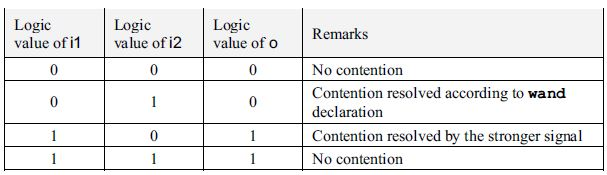 Logic value of i1 Logic value of i2 Logic value of o Remarks
0 0 0 No contention
0 1 0 Contention resolved according to wand declaration
1 0 1 Contention resolved by the stronger signal
1 1 1 No contention